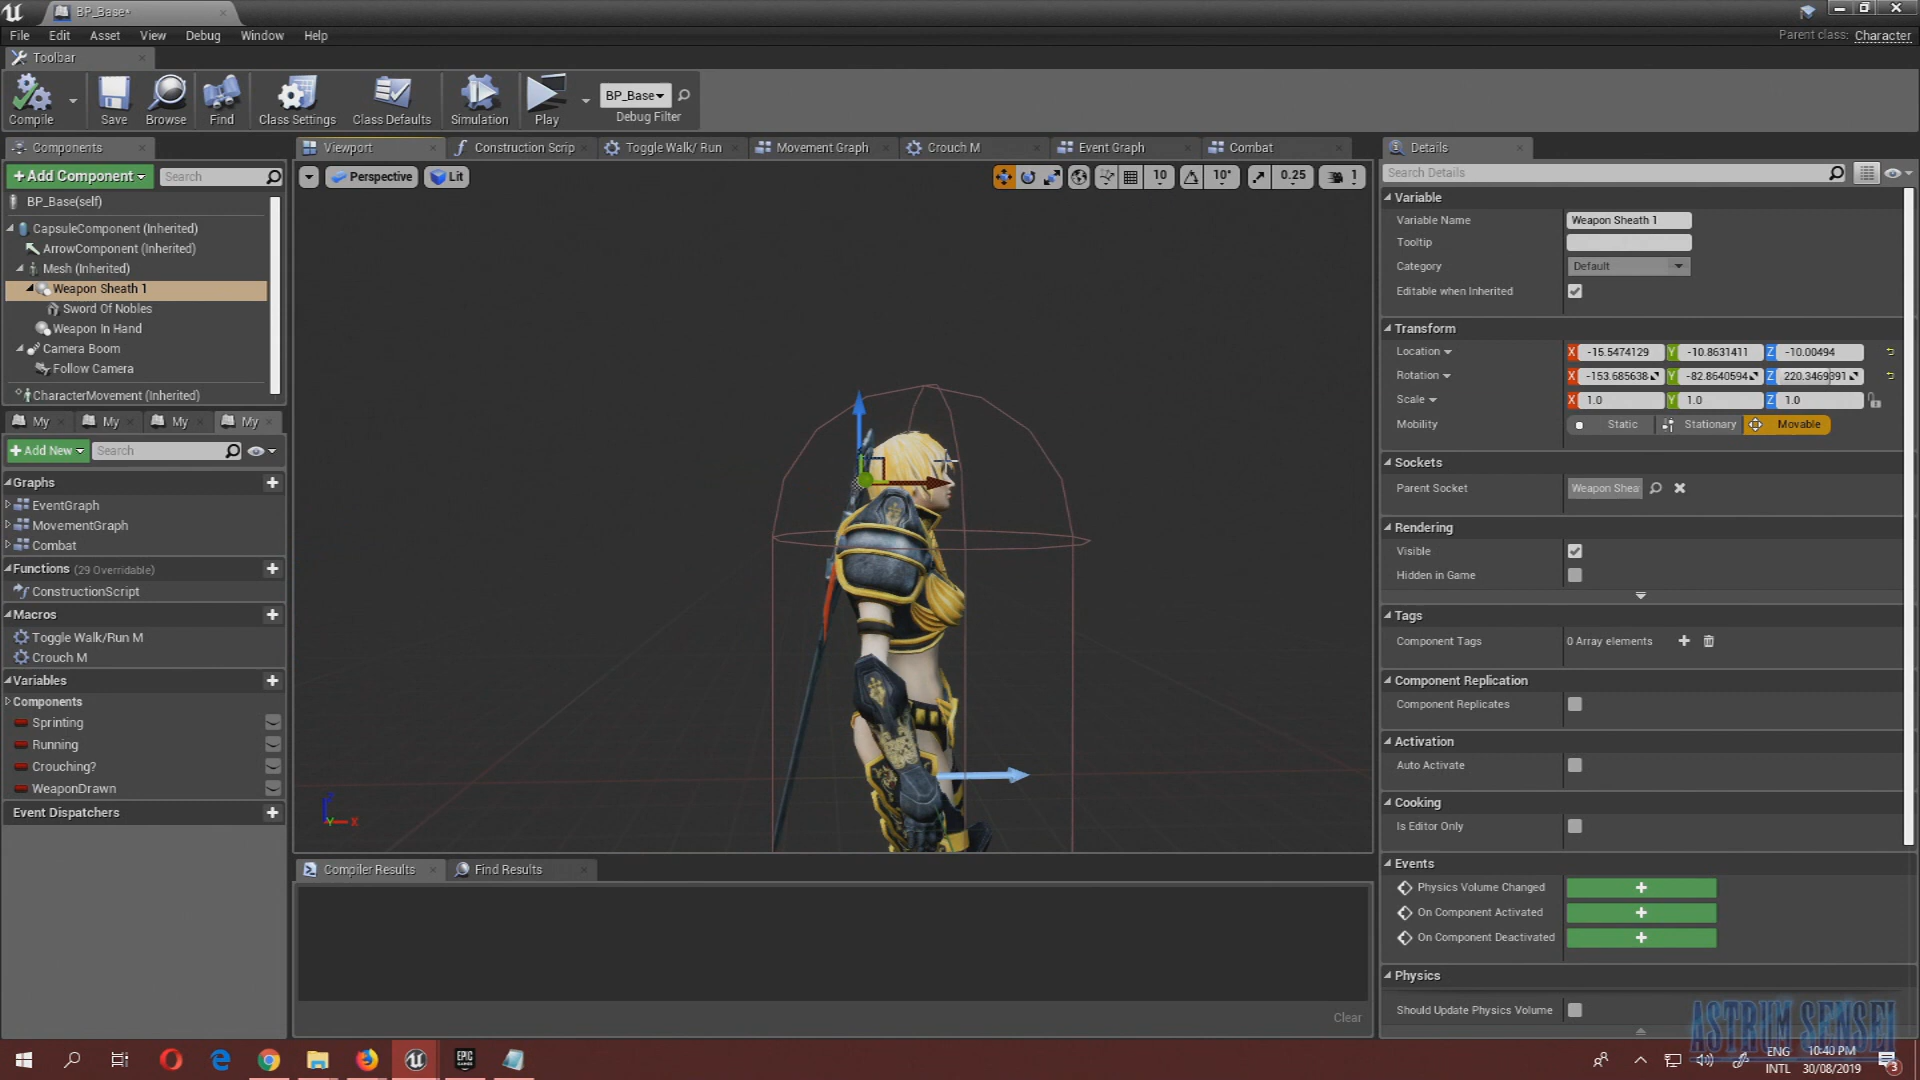 BP_Base*
File Edit Asset View Debug Window Help
Parent class: Character
Toolbar
Compile Save Browse Find Class Settings Class Defaults Simulation Play
BP_Base
Debug Filter
Components
+Add Component Search
BP_Base(self)
CapsuleComponent (Inherited)
ArrowComponent (Inherited)
Mesh (Inherited)
Weapon Sheath 1
Sword Of Nobles
Weapon In Hand
Camera Boom
Follow Camera
CharacterMovement (Inherited)
My My My My
+Add New Search
Graphs
EventGraph
MovementGraph
Combat
Functions (29 Overridable)
ConstructionScript
Macros
Toggle Walk/Run M
Crouch M
Variables
Components
Sprinting
Running
Crouching?
WeaponDrawn
Event Dispatchers
Viewport Construction Scrip Toggle Walk/ Run Movement Graph Crouch M Event Graph Combat
Perspective Lit 10 10° 0.25 1
Z Y X
Compiler Results Find Results
Clear
Details
Search Details
Variable
Variable Name Weapon Sheath 1
Tooltip
Category Default
Editable when Inherited
Transform
Location X -15.5474129 Y -10.8631411 Z -10.00494
Rotation X -153.685638 Y -82.8640594 Z 220.3469391
Scale X 1.0 Y 1.0 Z 1.0
Mobility Static Stationary Movable
Sockets
Parent Socket Weapon Shea
Rendering
Visible
Hidden in Game
Tags
Component Tags 0 Array elements
Component Replication
Component Replicates
Activation
Auto Activate
Cooking
Is Editor Only
Events
Physics Volume Changed
On Component Activated
On Component Deactivated
Physics
Should Update Physics Volume
ASTRUM SENSEI
EPIC GAMES
ENG
INTL
10:40 PM
30/08/2019
3